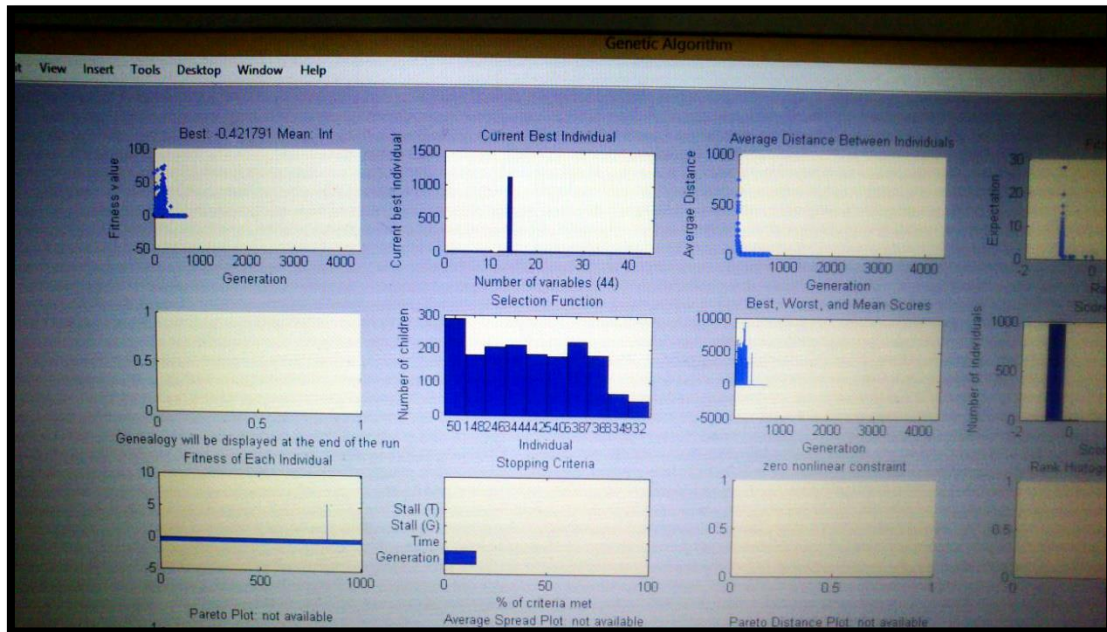 Genetic Algorithm
View Insert Tools Desktop Window Help
Best: -0.421791 Mean: Inf
Fitness value
100
50
0
-50
0 1000 2000 3000 4000
Generation
Current Best Individual
Current best individual
1500
1000
500
0
0 10 20 30 40
Number of variables (44)
Average Distance Between Individuals
Avergae Distance
1000
500
0
1000 2000 3000 4000
Generation
Expectation
30
20
10
0
-2 0
1
0.5
0
0 0.5 1
Genealogy will be displayed at the end of the run
Selection Function
Number of children
300
200
100
0
50 148246344442540638736834932
Individual
Best, Worst, and Mean Scores
10000
5000
0
-5000
1000 2000 3000 4000
Generation
Number of individuals
1000
500
0
-2 0
Fitness of Each Individual
10
5
0
-5
0 500 1000
Stopping Criteria
Stall (T)
Stall (G)
Time
Generation
0 50 100
% of criteria met
zero nonlinear constraint
1
0.5
0
0 0.5 1
1
0.5
0
0
Pareto Plot: not available
Average Spread Plot: not available
Pareto Distance Plot: not available